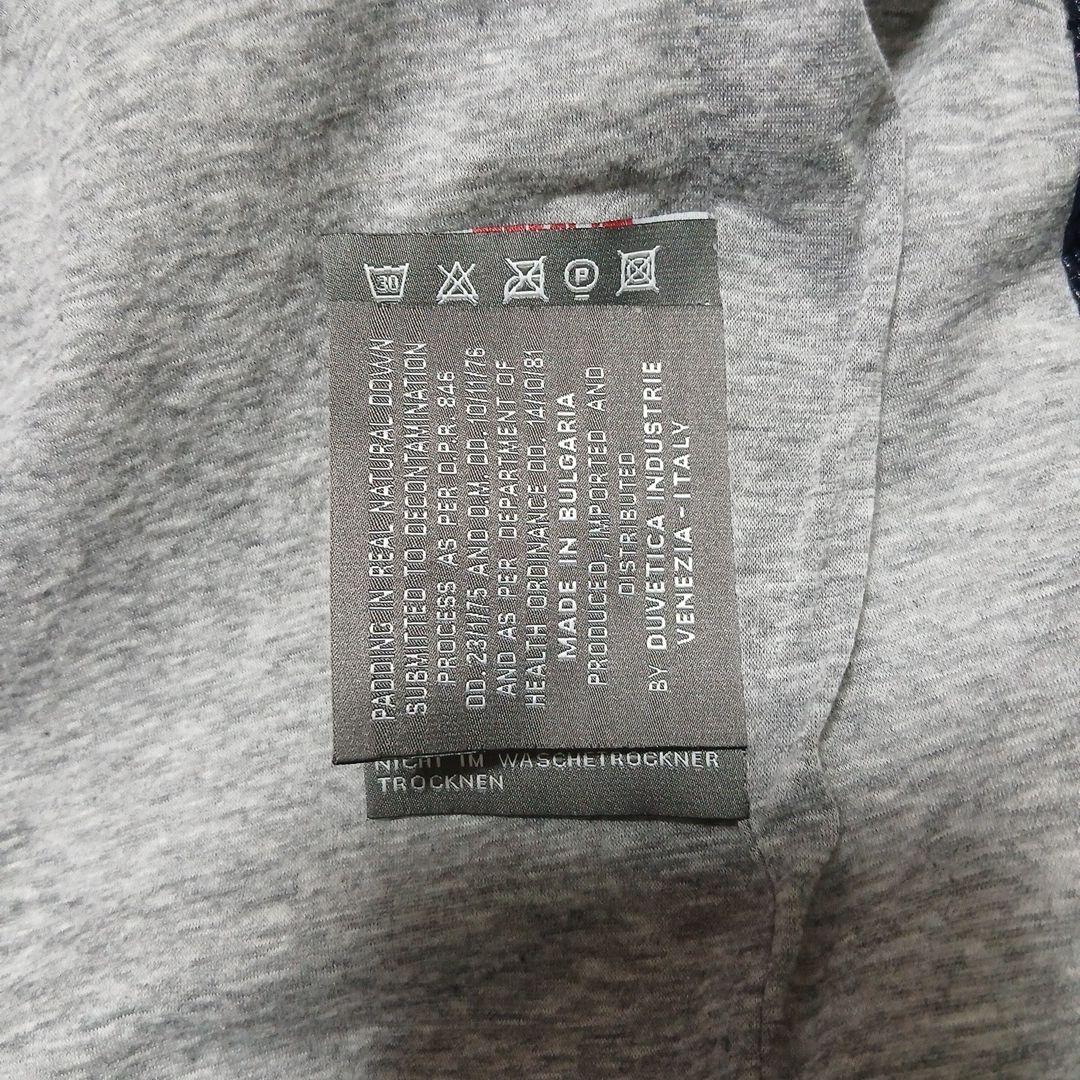 30
P
PADDING IN REAL NATURAL DOWN
SUBMITTED TO DECONTAMINATION
PROCESS AS PER D.P.R. 846
DD. 23/1/75 AND D.M. DD. 10/11/76
AND AS PER DEPARTMENT OF
HEALTH ORDINANCE DD. 14/10/81
MADE IN BULGARIA
PRODUCED, IMPORTED AND
DISTRIBUTED
BY DUVETICA INDUSTRIE
VENEZIA - ITALY
NICHT IM WASCHETROCKNER
TROCKNEN